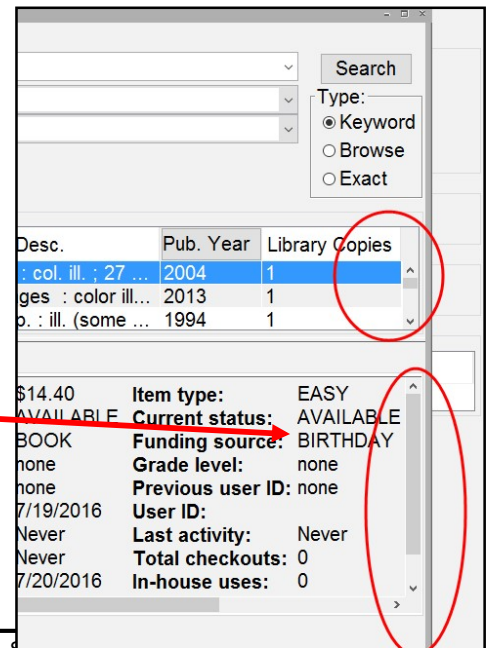 Search
Type:
Keyword
Browse
Exact
Desc. Pub. Year Library Copies
: col. ill. ; 27 ... 2004 1
ges : color ill... 2013 1
p. : ill. (some ... 1994 1
$14.40 Item type: EASY
AVAILABLE Current status: AVAILABLE
BOOK Funding source: BIRTHDAY
none Grade level: none
none Previous user ID: none
7/19/2016 User ID:
Never Last activity: Never
Never Total checkouts: 0
7/20/2016 In-house uses: 0